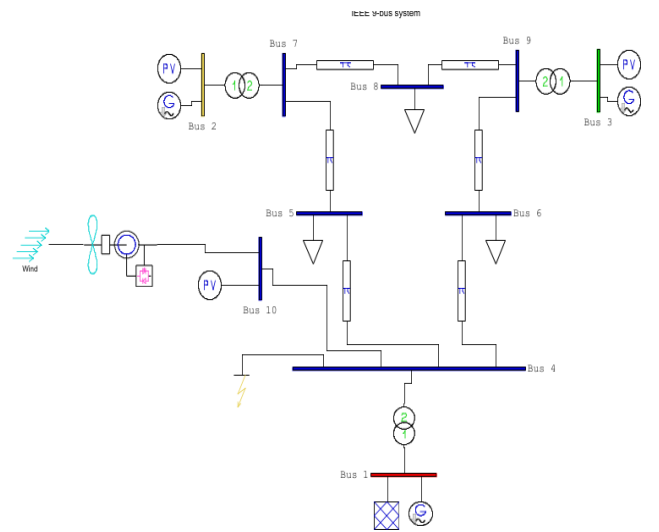 IEEE 9-bus system
Bus 7
Bus 9
PV
1 2
π
π
2 1
PV
Bus 8
G
Bus 2
Bus 3
G
π
π
Bus 5
Bus 6
Wind
PV
π
π
Bus 10
Bus 4
2
1
Bus 1
G